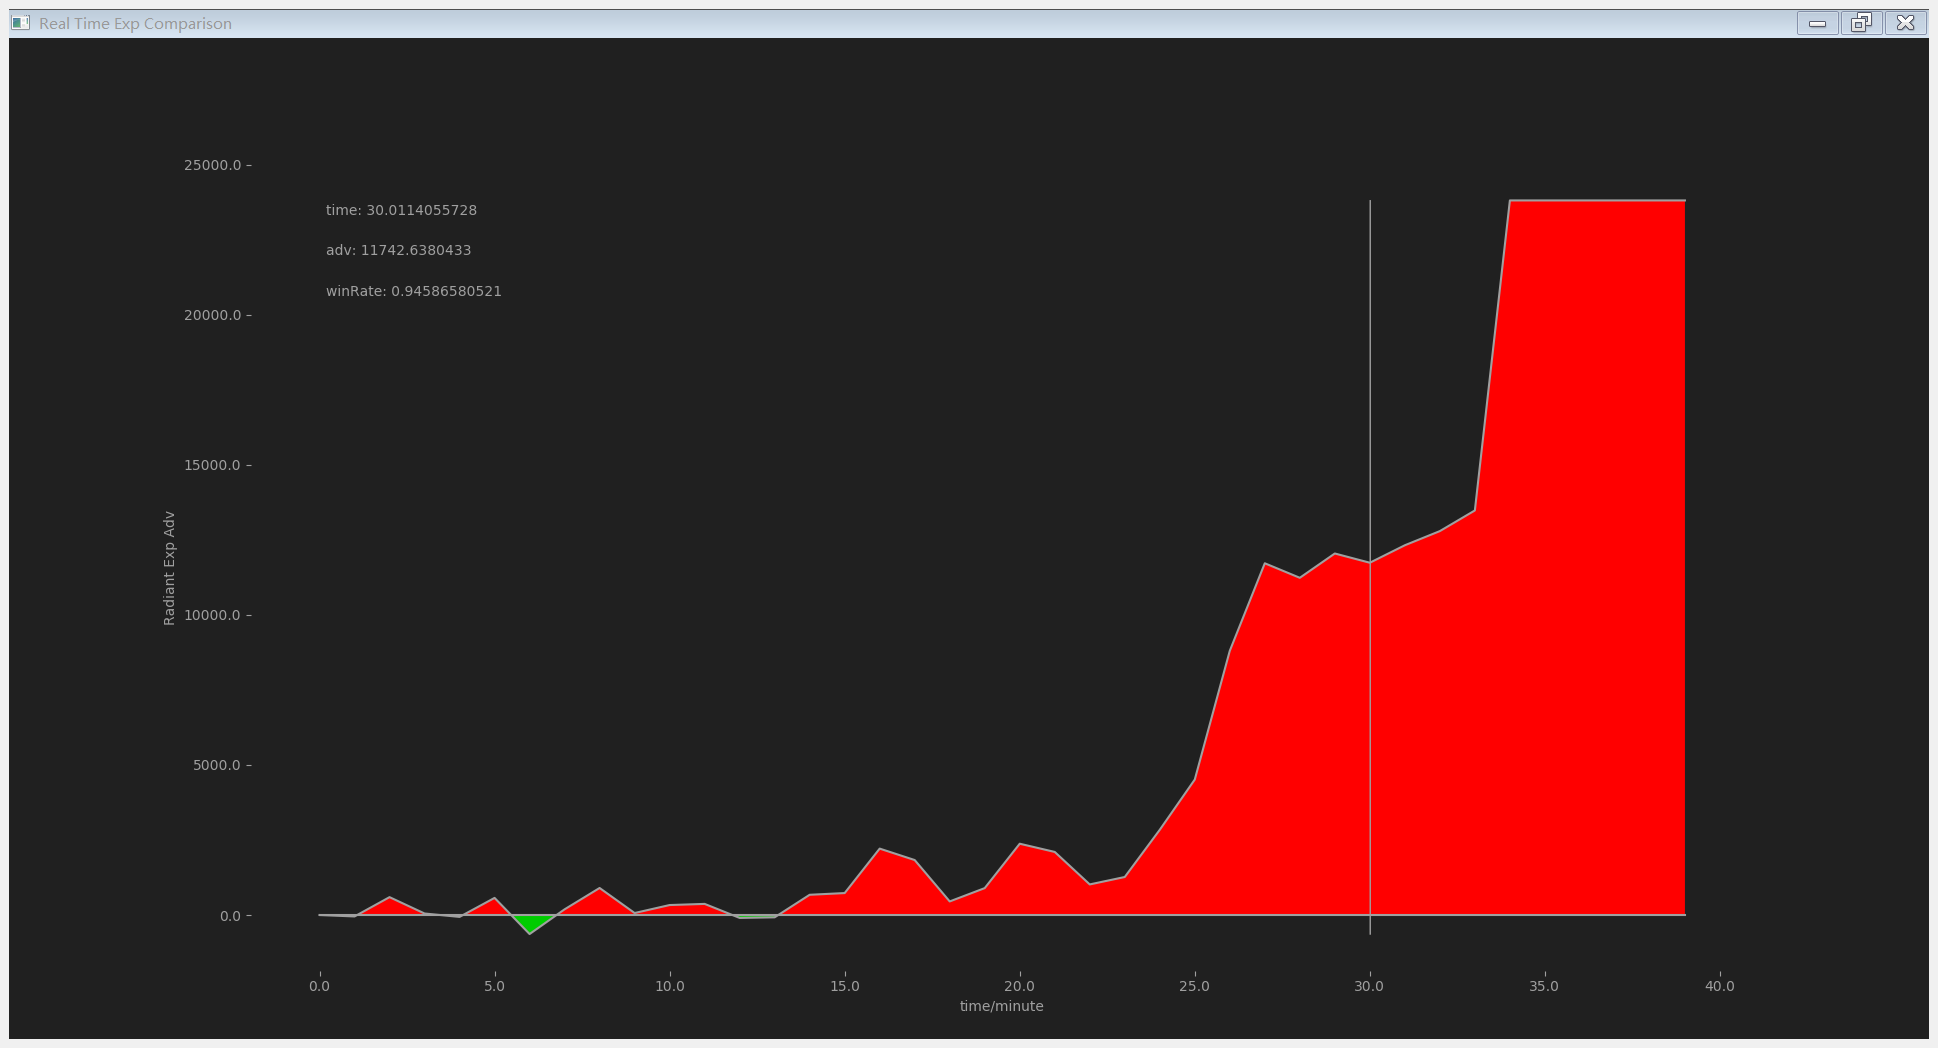 Real Time Exp Comparison
25000.0
time: 30.0114055728
adv: 11742.6380433
winRate: 0.94586580521
20000.0
15000.0
Radiant Exp Adv
10000.0
5000.0
0.0
0.0 5.0 10.0 15.0 20.0 25.0 30.0 35.0 40.0
time/minute